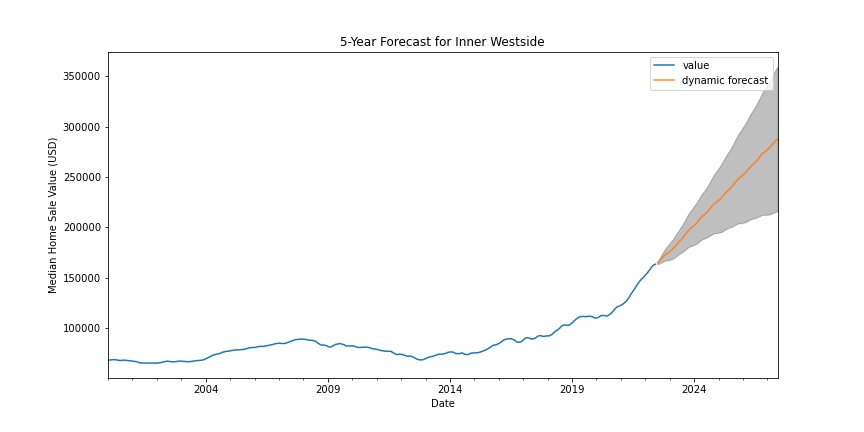 5-Year Forecast for Inner Westside
value
dynamic forecast
350000
300000
250000
200000
150000
100000
Median Home Sale Value (USD)
2004 2009 2014 2019 2024
Date